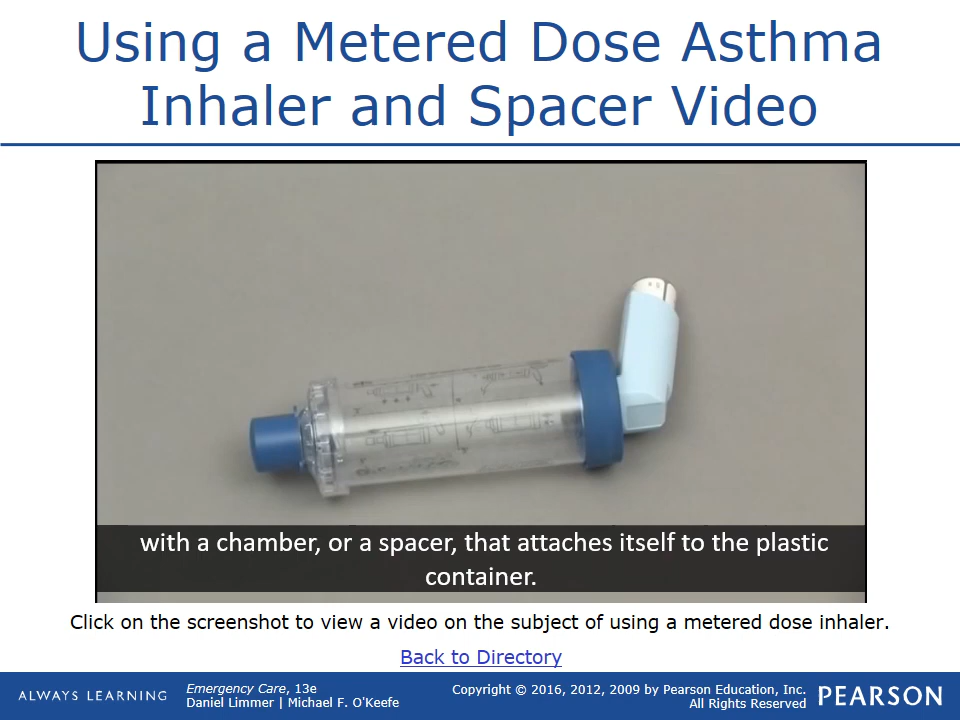 Using a Metered Dose Asthma
Inhaler and Spacer Video
with a chamber, or a spacer, that attaches itself to the plastic
container.
Click on the screenshot to view a video on the subject of using a metered dose inhaler.
Back to Directory
ALWAYS LEARNING
Emergency Care, 13e
Daniel Limmer | Michael F. O'Keefe
Copyright © 2016, 2012, 2009 by Pearson Education, Inc.
All Rights Reserved
PEARSON